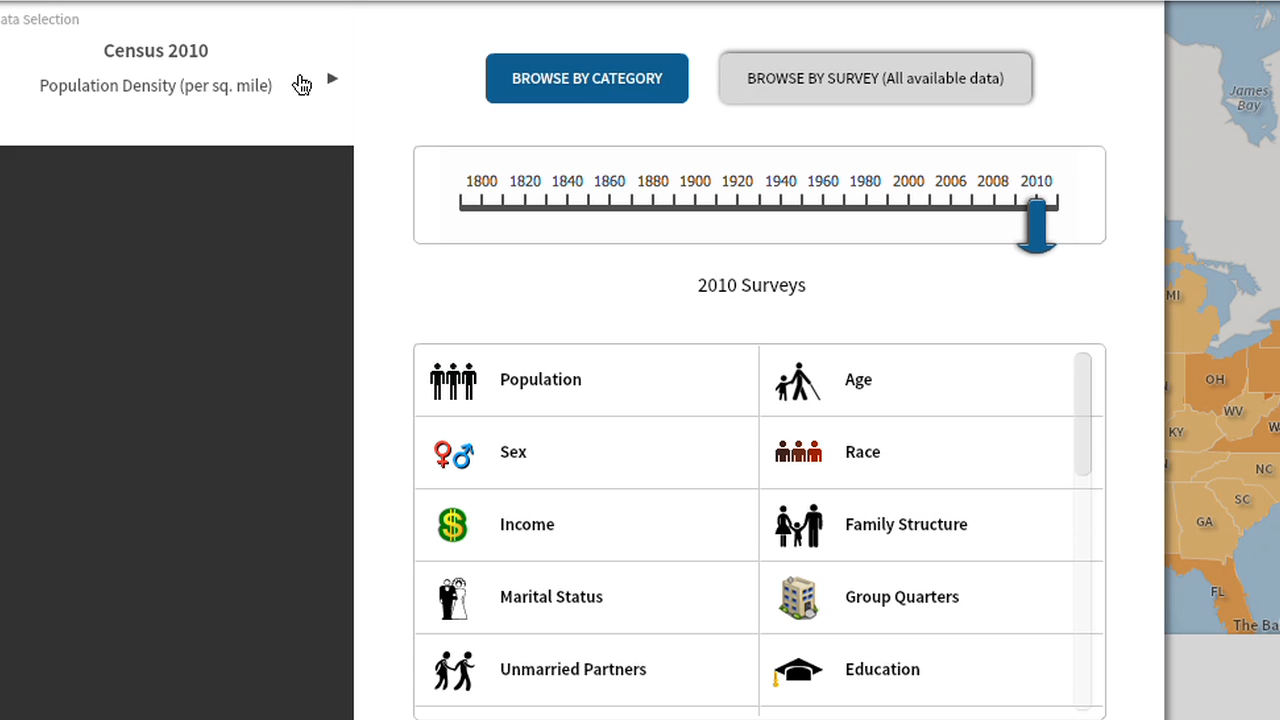 ata Selection
Census 2010
Population Density (per sq. mile)
BROWSE BY CATEGORY
BROWSE BY SURVEY (All available data)
1800 1820 1840 1860 1880 1900 1920 1940 1960 1980 2000 2006 2008 2010
2010 Surveys
Population
Age
Sex
Race
Income
Family Structure
Marital Status
Group Quarters
Unmarried Partners
Education
James
Bay
MI
OH
WV
KY
NC
SC
GA
FL
The Ba